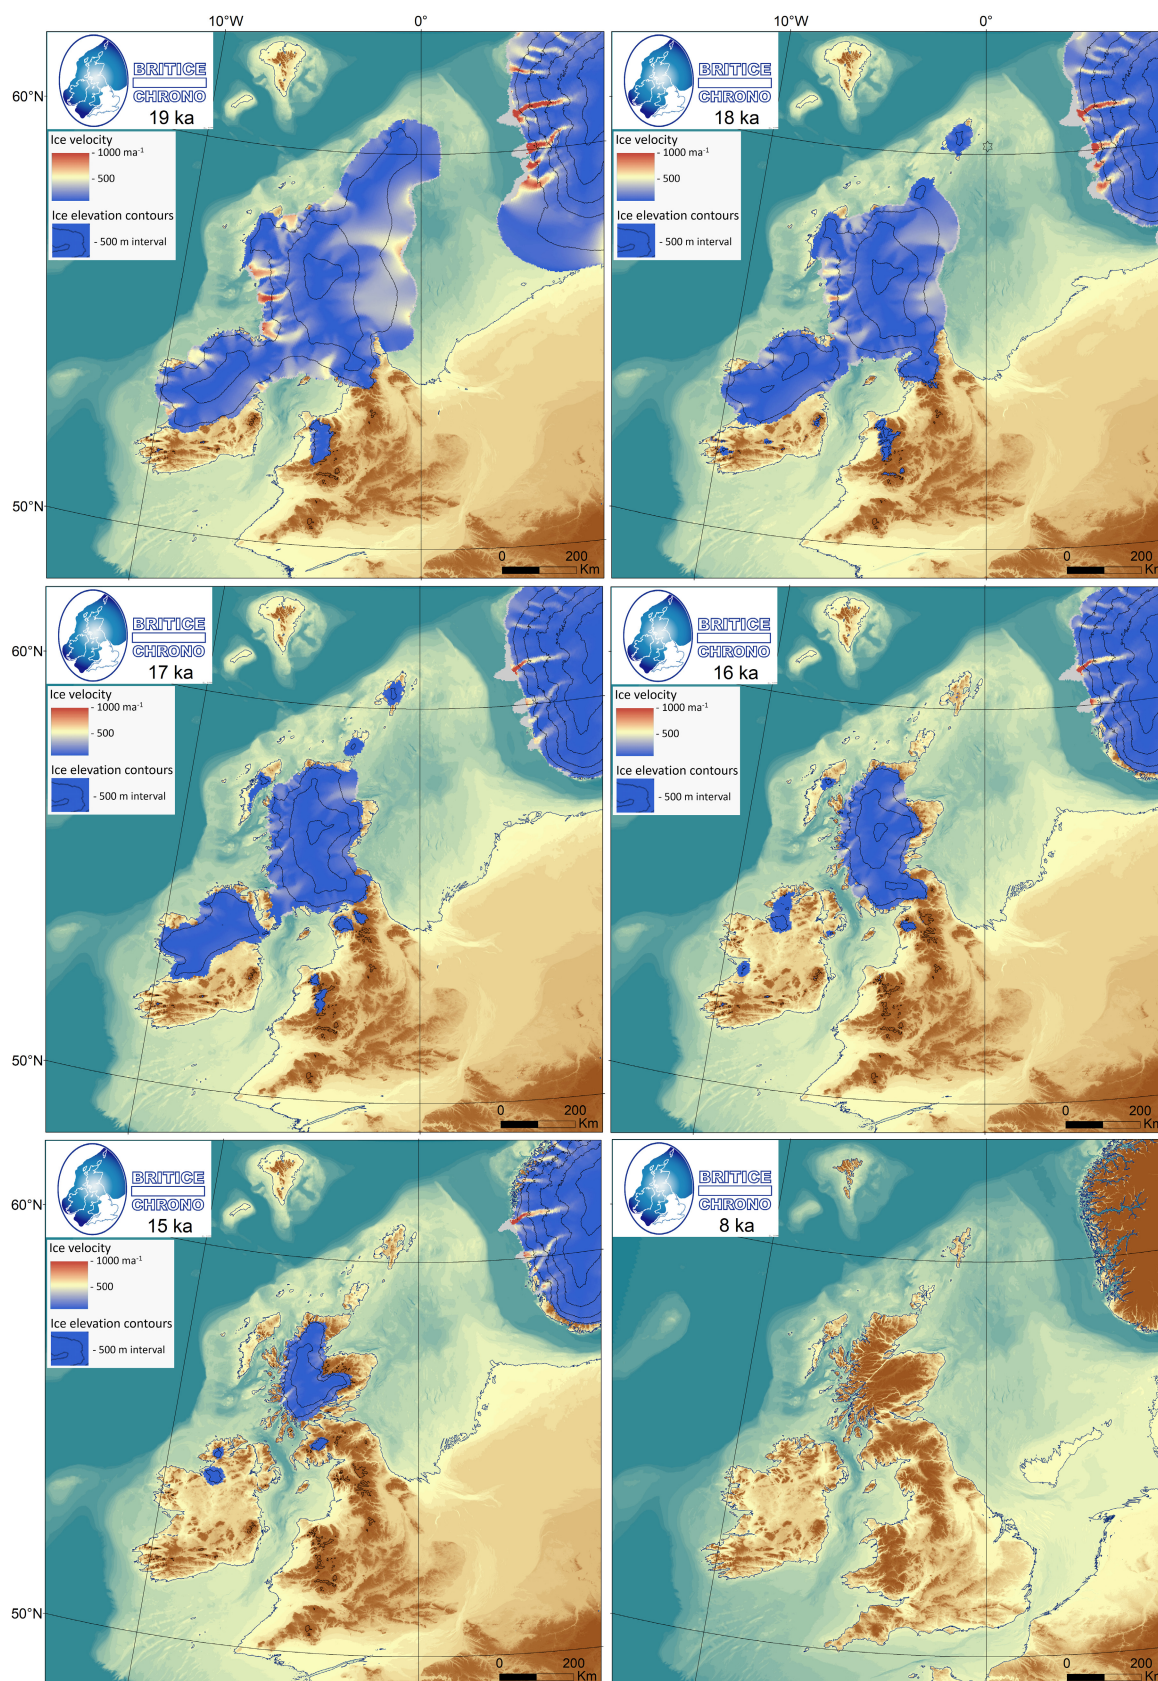 10°W 0° 10°W 0°
60°N
BRITICE
CHRONO
19 ka
Ice velocity
- 1000 ma-1
- 500
Ice elevation contours
- 500 m interval
50°N
0 200
Km
BRITICE
CHRONO
18 ka
Ice velocity
- 1000 ma-1
- 500
Ice elevation contours
- 500 m interval
0 200
Km
60°N
BRITICE
CHRONO
17 ka
Ice velocity
- 1000 ma-1
- 500
Ice elevation contours
- 500 m interval
50°N
0 200
Km
BRITICE
CHRONO
16 ka
Ice velocity
- 1000 ma-1
- 500
Ice elevation contours
- 500 m interval
0 200
Km
60°N
BRITICE
CHRONO
15 ka
Ice velocity
- 1000 ma-1
- 500
Ice elevation contours
- 500 m interval
50°N
0 200
Km
BRITICE
CHRONO
8 ka
0 200
Km